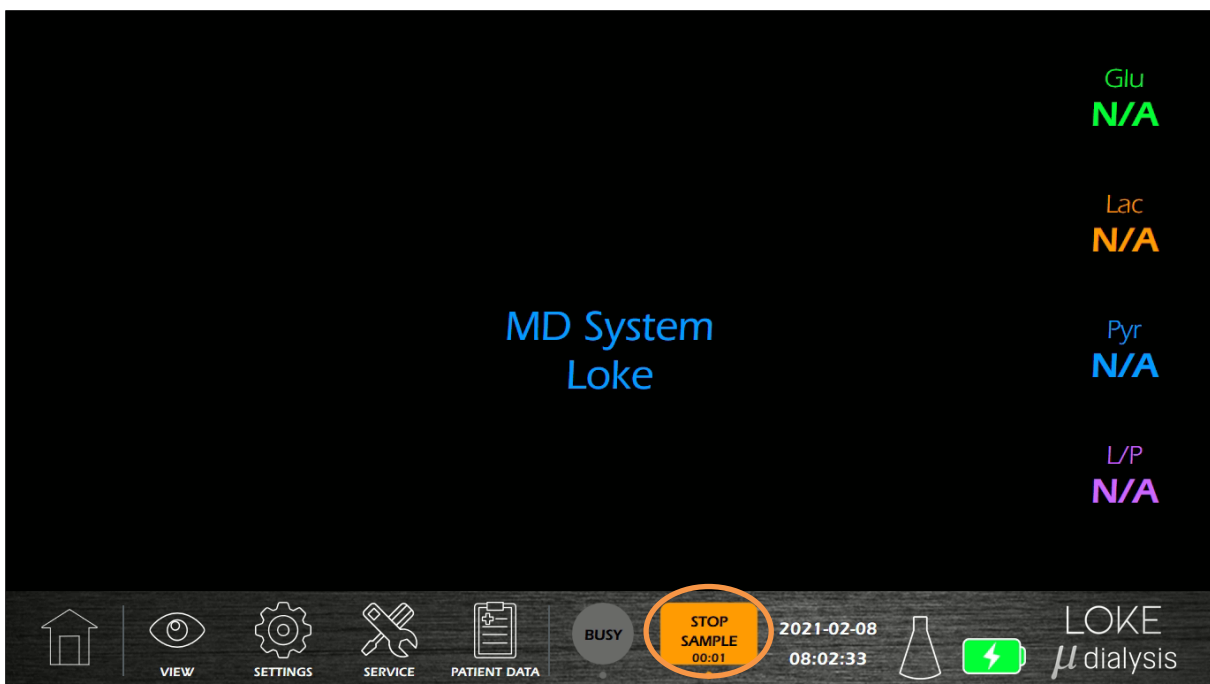 Glu
N/A
Lac
N/A
MD System
Loke
Pyr
N/A
L/P
N/A
VIEW
SETTINGS
SERVICE
PATIENT DATA
BUSY
STOP
SAMPLE
00:01
2021-02-08
08:02:33
LOKE
µ dialysis